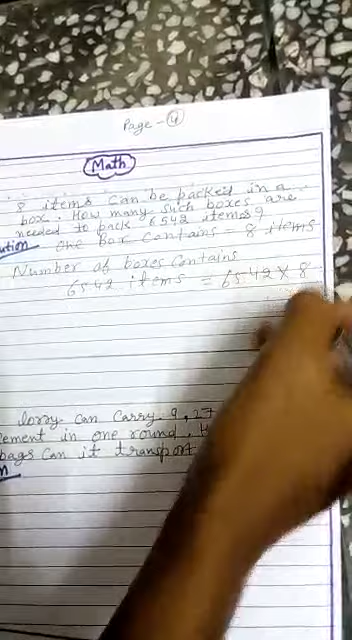 Page - 4
Math
8 items can be packed in a
box. How many such boxes are
needed to pack 6542 items?
ution One Box Contains = 8 items
Number of boxes Contains
6542 items = 6542 x 8
lorry can carry 9,27
ement in one round.
bags can it transport
n